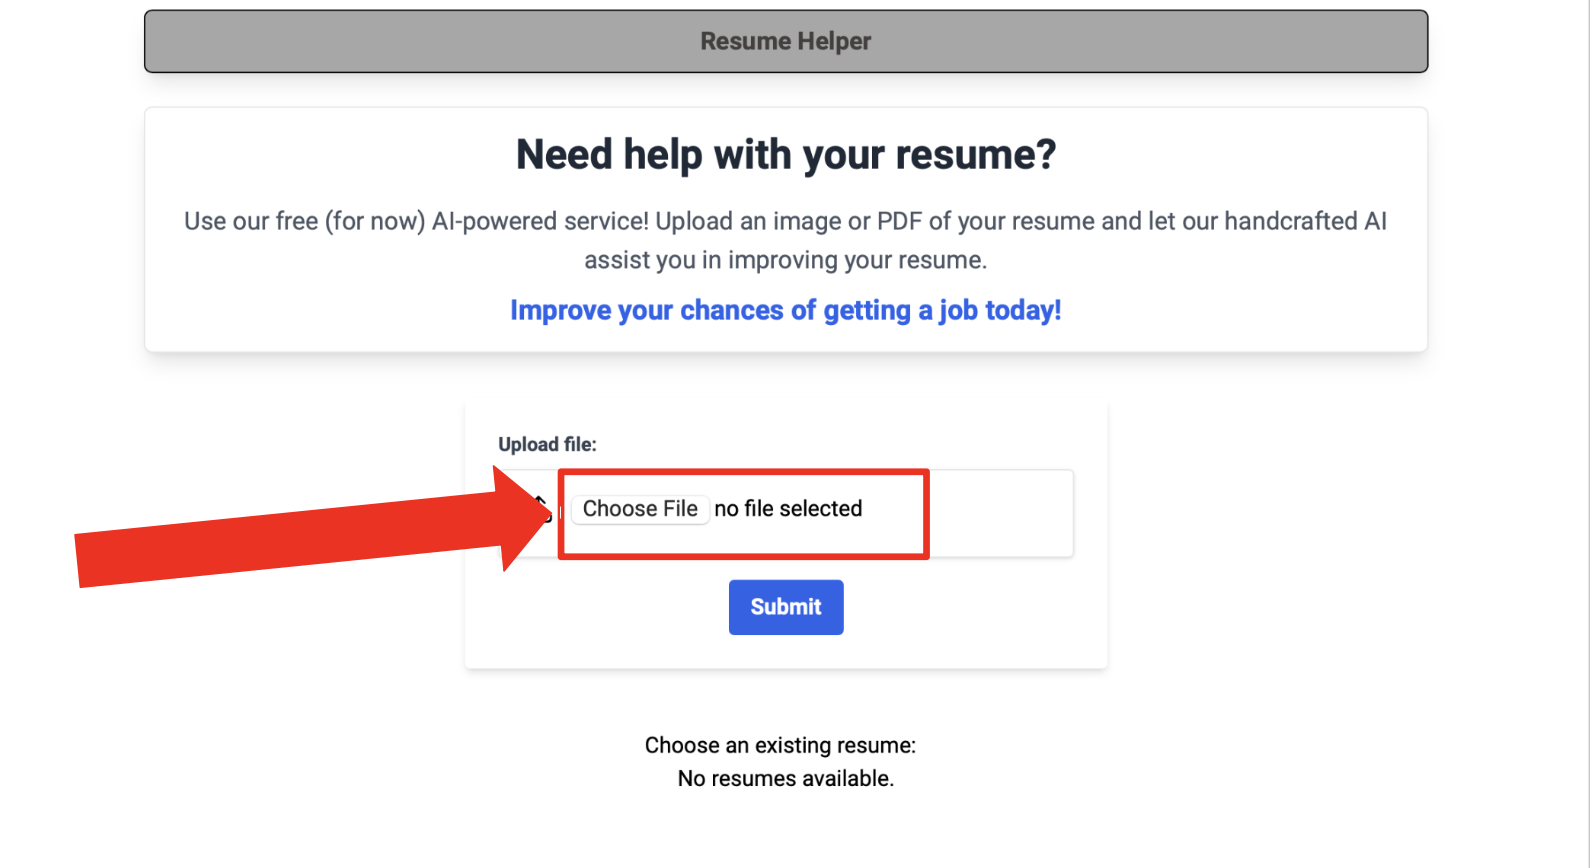 Resume Helper
Need help with your resume?
Use our free (for now) AI-powered service! Upload an image or PDF of your resume and let our handcrafted AI
assist you in improving your resume.
Improve your chances of getting a job today!
Upload file:
Choose File no file selected
Submit
Choose an existing resume:
No resumes available.